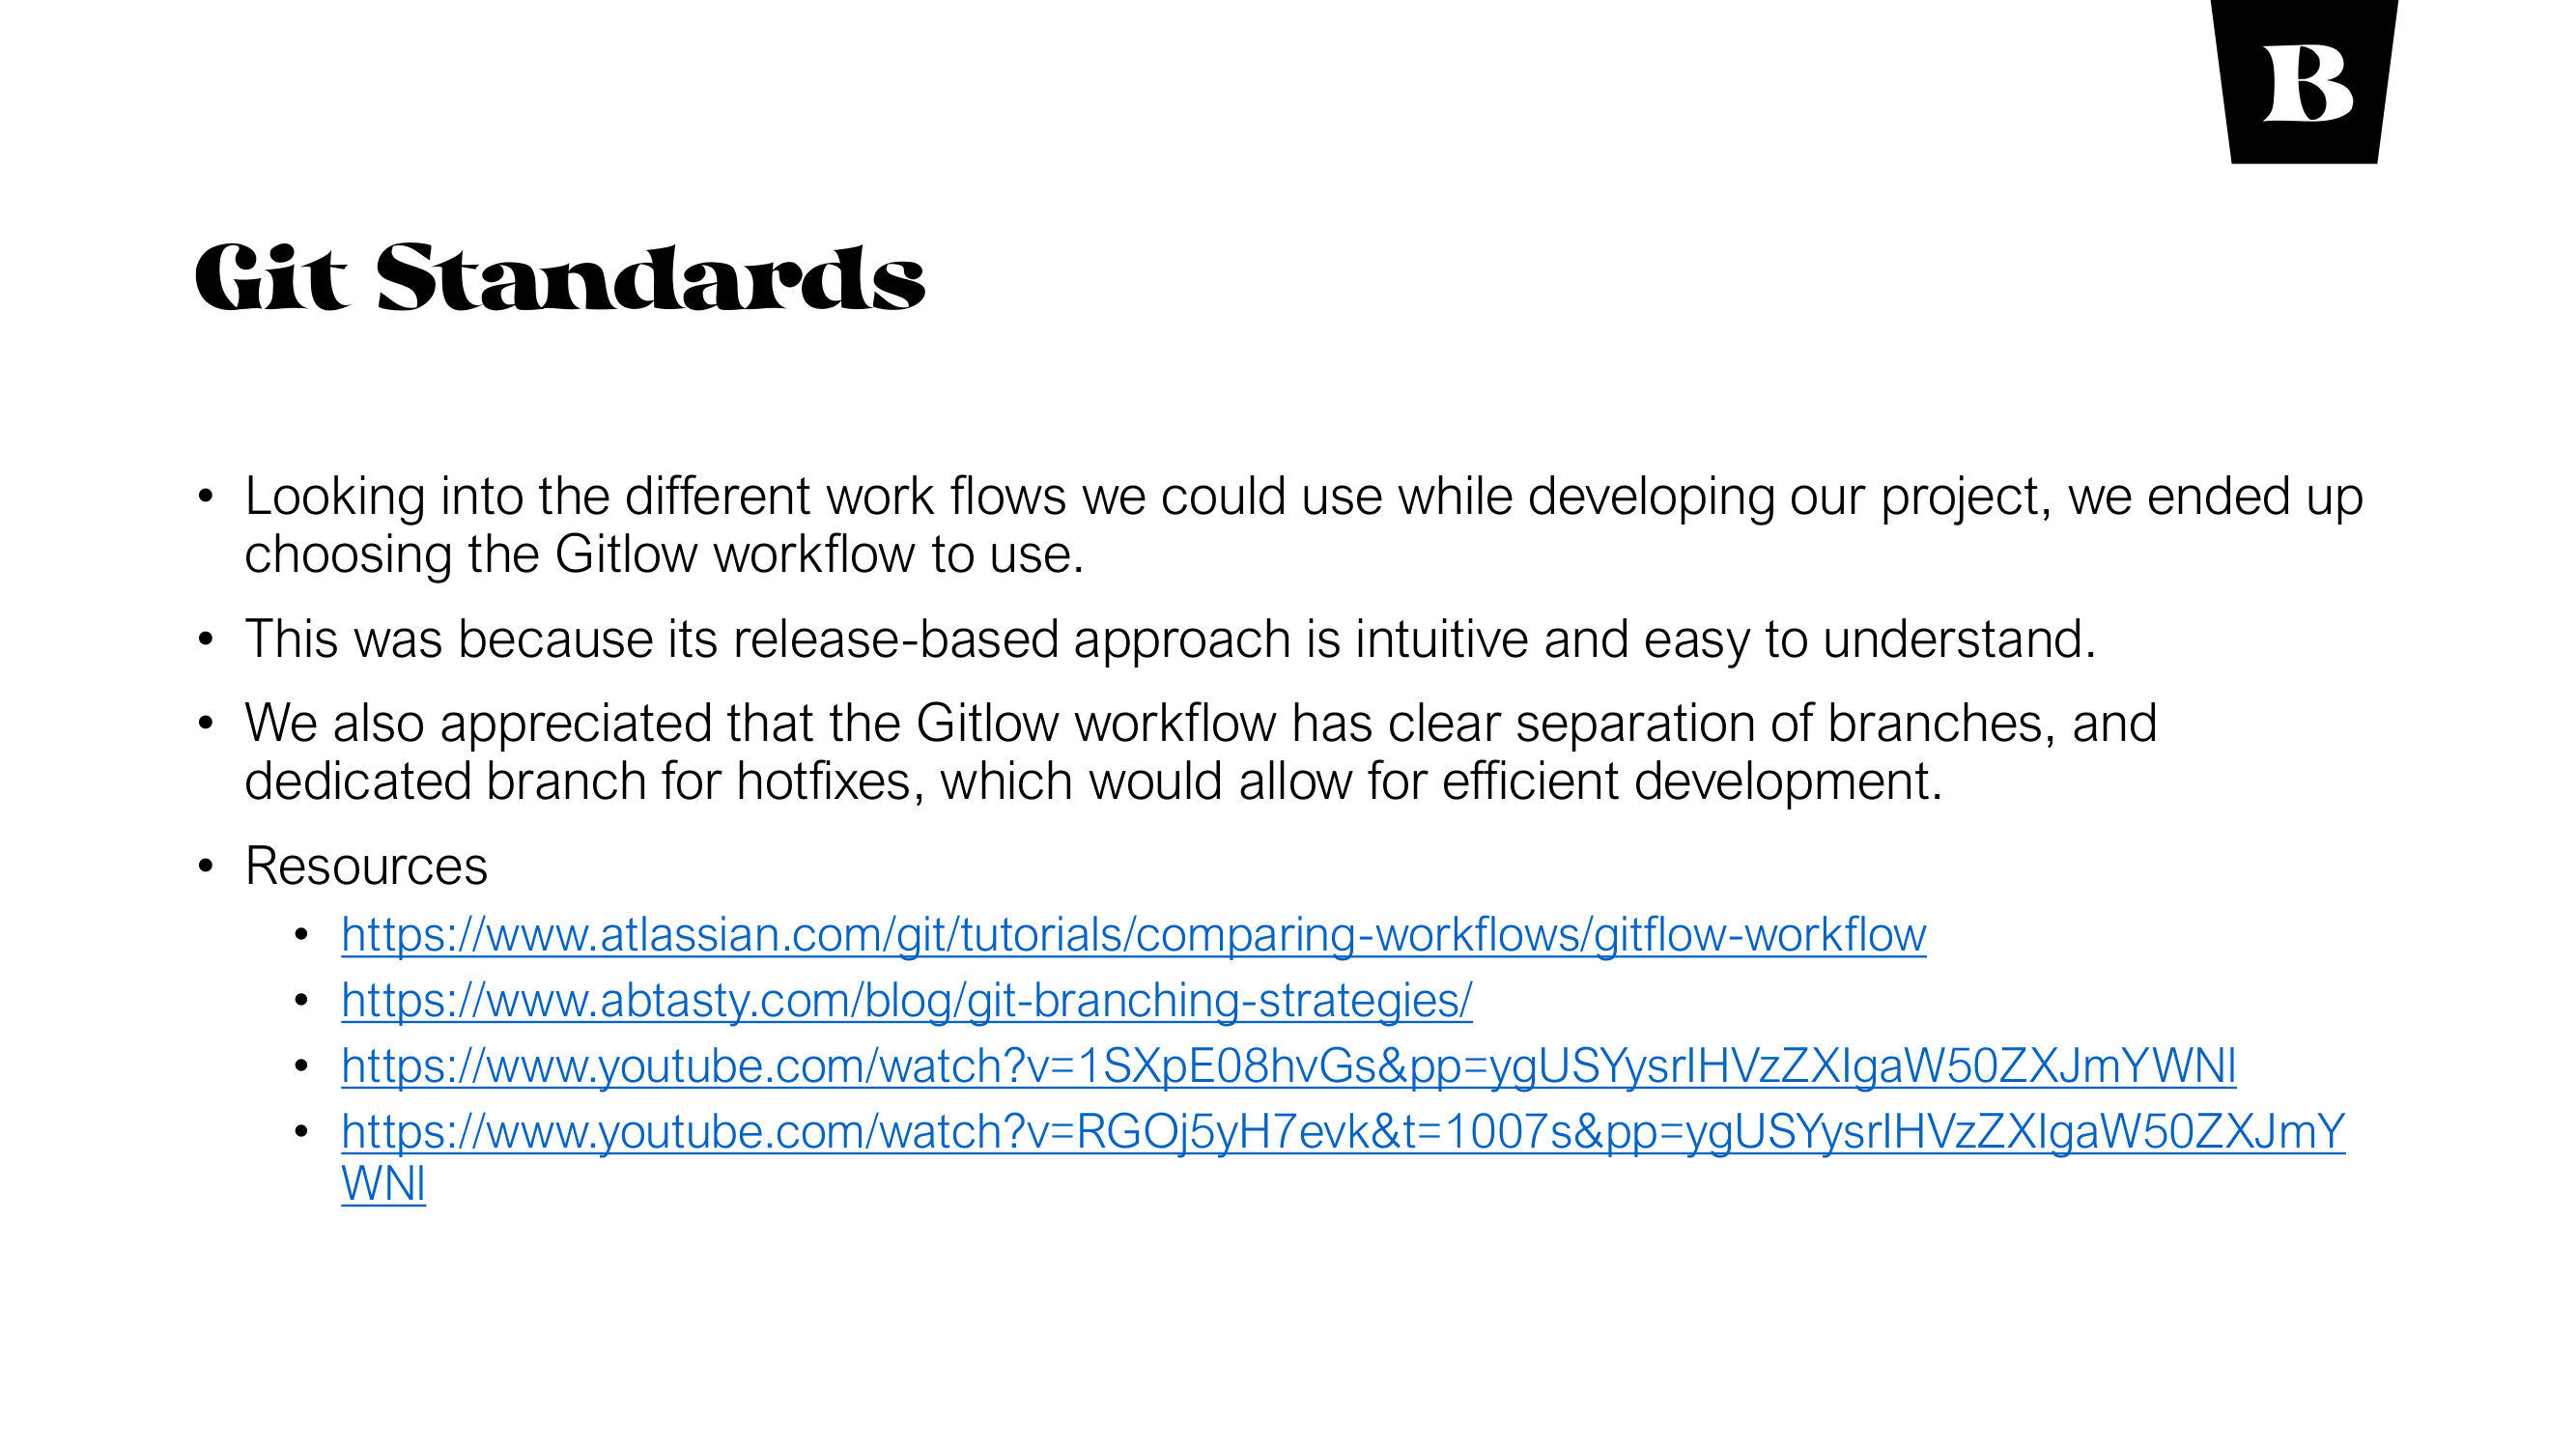 B
Git Standards
• Looking into the different work flows we could use while developing our project, we ended up
choosing the Gitlow workflow to use.
• This was because its release-based approach is intuitive and easy to understand.
• We also appreciated that the Gitlow workflow has clear separation of branches, and
dedicated branch for hotfixes, which would allow for efficient development.
• Resources
• https://www.atlassian.com/git/tutorials/comparing-workflows/gitflow-workflow
• https://www.abtasty.com/blog/git-branching-strategies/
• https://www.youtube.com/watch?v=1SXpE08hvGs&pp=ygUSYysrIHVzZXIgaW50ZXJmYWNl
• https://www.youtube.com/watch?v=RGOj5yH7evk&t=1007s&pp=ygUSYysrIHVzZXIgaW50ZXJmY
WNl